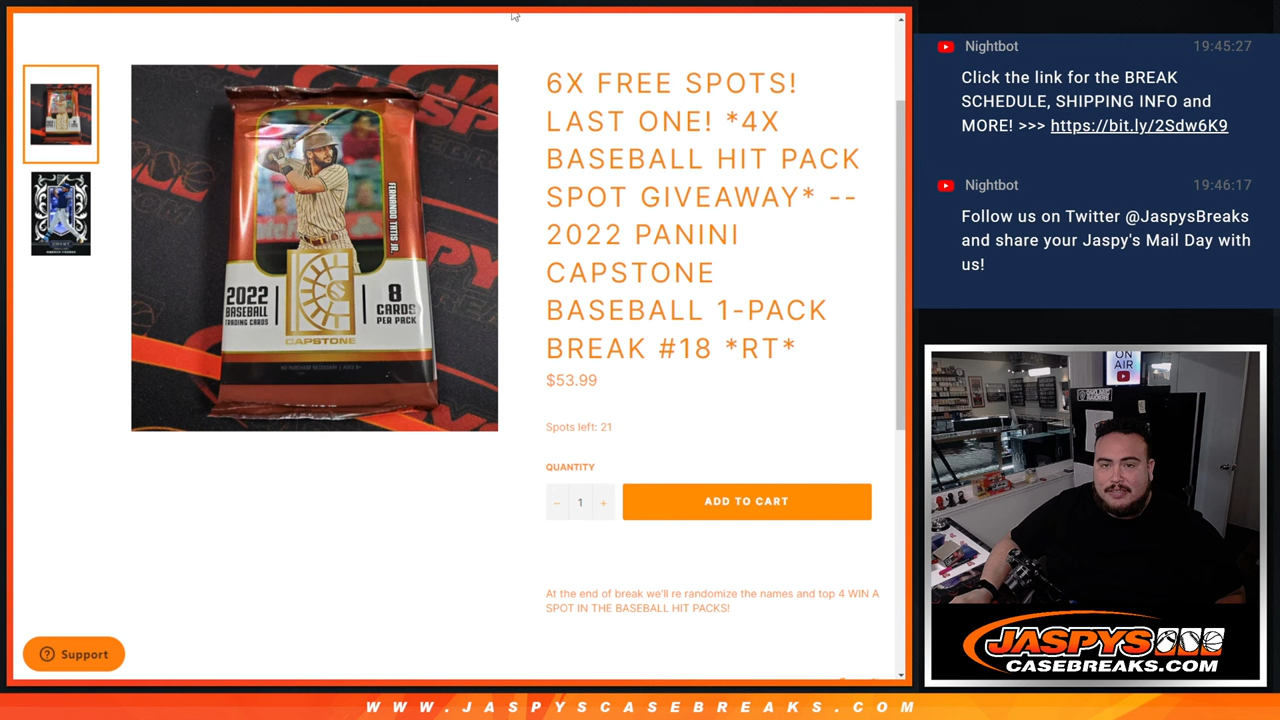 6X FREE SPOTS!
LAST ONE! *4X
BASEBALL HIT PACK
SPOT GIVEAWAY* --
2022 PANINI
CAPSTONE
BASEBALL 1-PACK
BREAK #18 *RT*
$53.99
Spots left: 21
QUANTITY
− 1 +
ADD TO CART
At the end of break we'll re randomize the names and top 4 WIN A
SPOT IN THE BASEBALL HIT PACKS!
Support
FERNANDO TATIS JR.
2022
BASEBALL
TRADING CARDS
8
CARDS
PER PACK
CAPSTONE
Nightbot 19:45:27
Click the link for the BREAK
SCHEDULE, SHIPPING INFO and
MORE! >>> https://bit.ly/2Sdw6K9
Nightbot 19:46:17
Follow us on Twitter @JaspysBreaks
and share your Jaspy's Mail Day with
us!
ON
AIR
JASPYS
CASEBREAKS.COM
WWW.JASPYSCASEBREAKS.COM